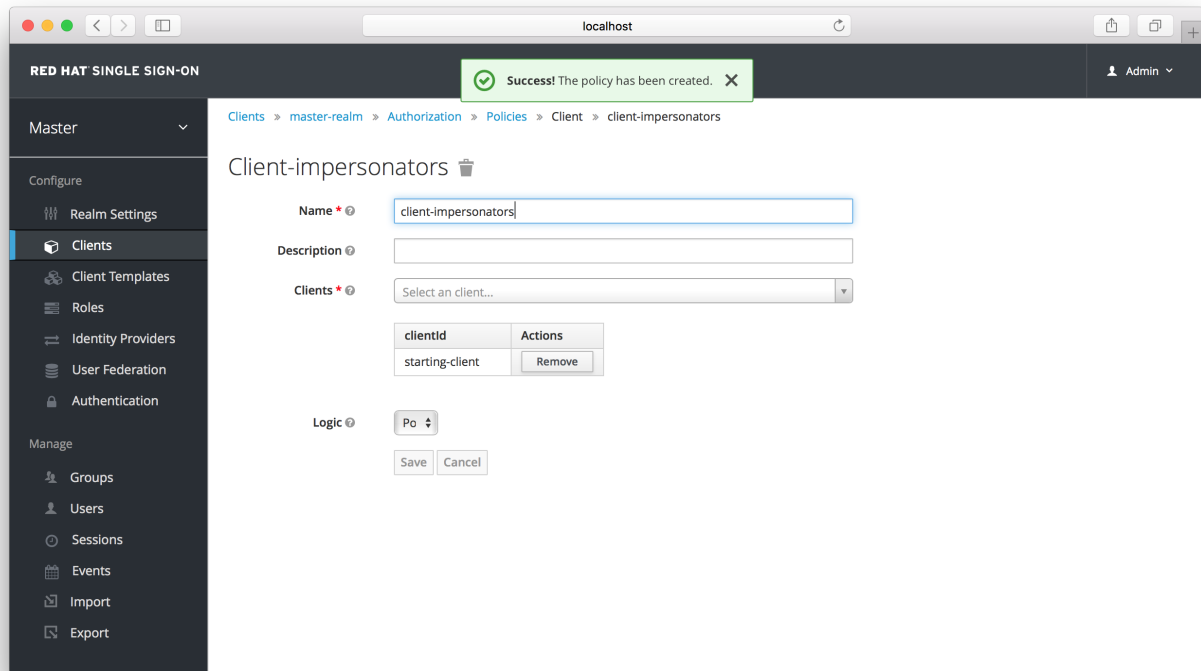 localhost
RED HAT SINGLE SIGN-ON
Success! The policy has been created.
Admin
Master
Clients » master-realm » Authorization » Policies » Client » client-impersonators
Client-impersonators
Configure
Realm Settings
Clients
Client Templates
Roles
Identity Providers
User Federation
Authentication
Manage
Groups
Users
Sessions
Events
Import
Export
Name *
client-impersonators
Description
Clients *
Select an client...
clientId Actions
starting-client Remove
Logic
Po
Save Cancel